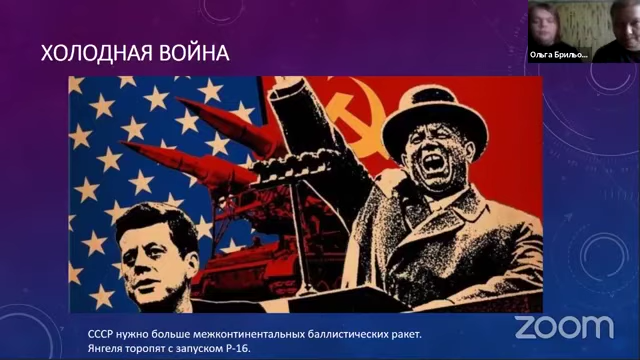 ХОЛОДНАЯ ВОЙНА
Ольга Брильо...
СССР нужно больше межконтинентальных баллистических ракет.
Янгеля торопят с запуском Р-16.
zoom